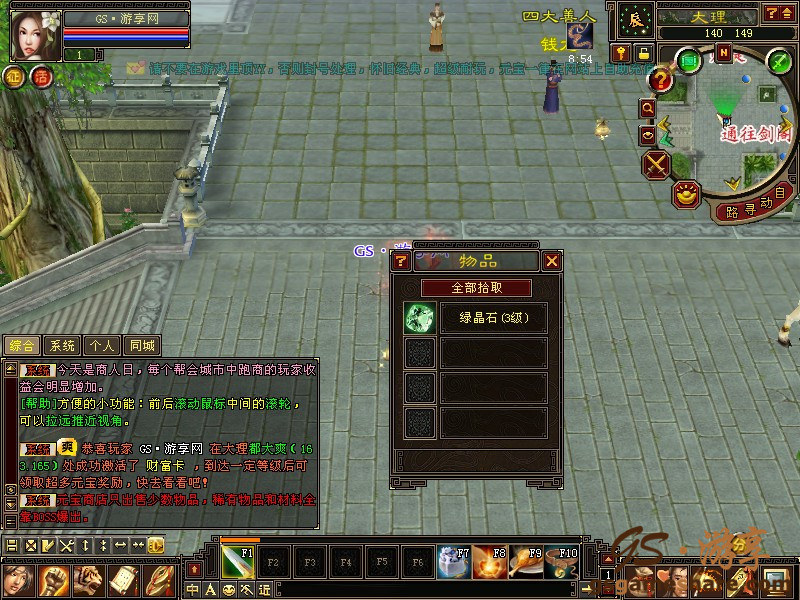 GS·游享网
1
征
活
四大善人
8:54
辰
大理
140 149
N
通往剑阁
自动寻路
GS·游
物品
全部拾取
绿晶石(3级)
综合 系统 个人 同城
系统 今天是商人日，每个帮会城市中跑商的玩家收
益会明显增加。
[帮助]方便的小功能：前后滚动鼠标中间的滚轮，
可以拉远推近视角。
系统 爽 恭喜玩家 GS·游享网 在大理都大爽(16
3,165)处成功激活了 财富卡 ，到达一定等级后可
领取超多元宝奖励，快去看看吧！
系统 元宝商店只出售少数物品，稀有物品和材料全
靠BOSS爆出。
F1 F2 F3 F4 F5 F6 F7 F8 F9 F10
中 A 近
1
GS·游享